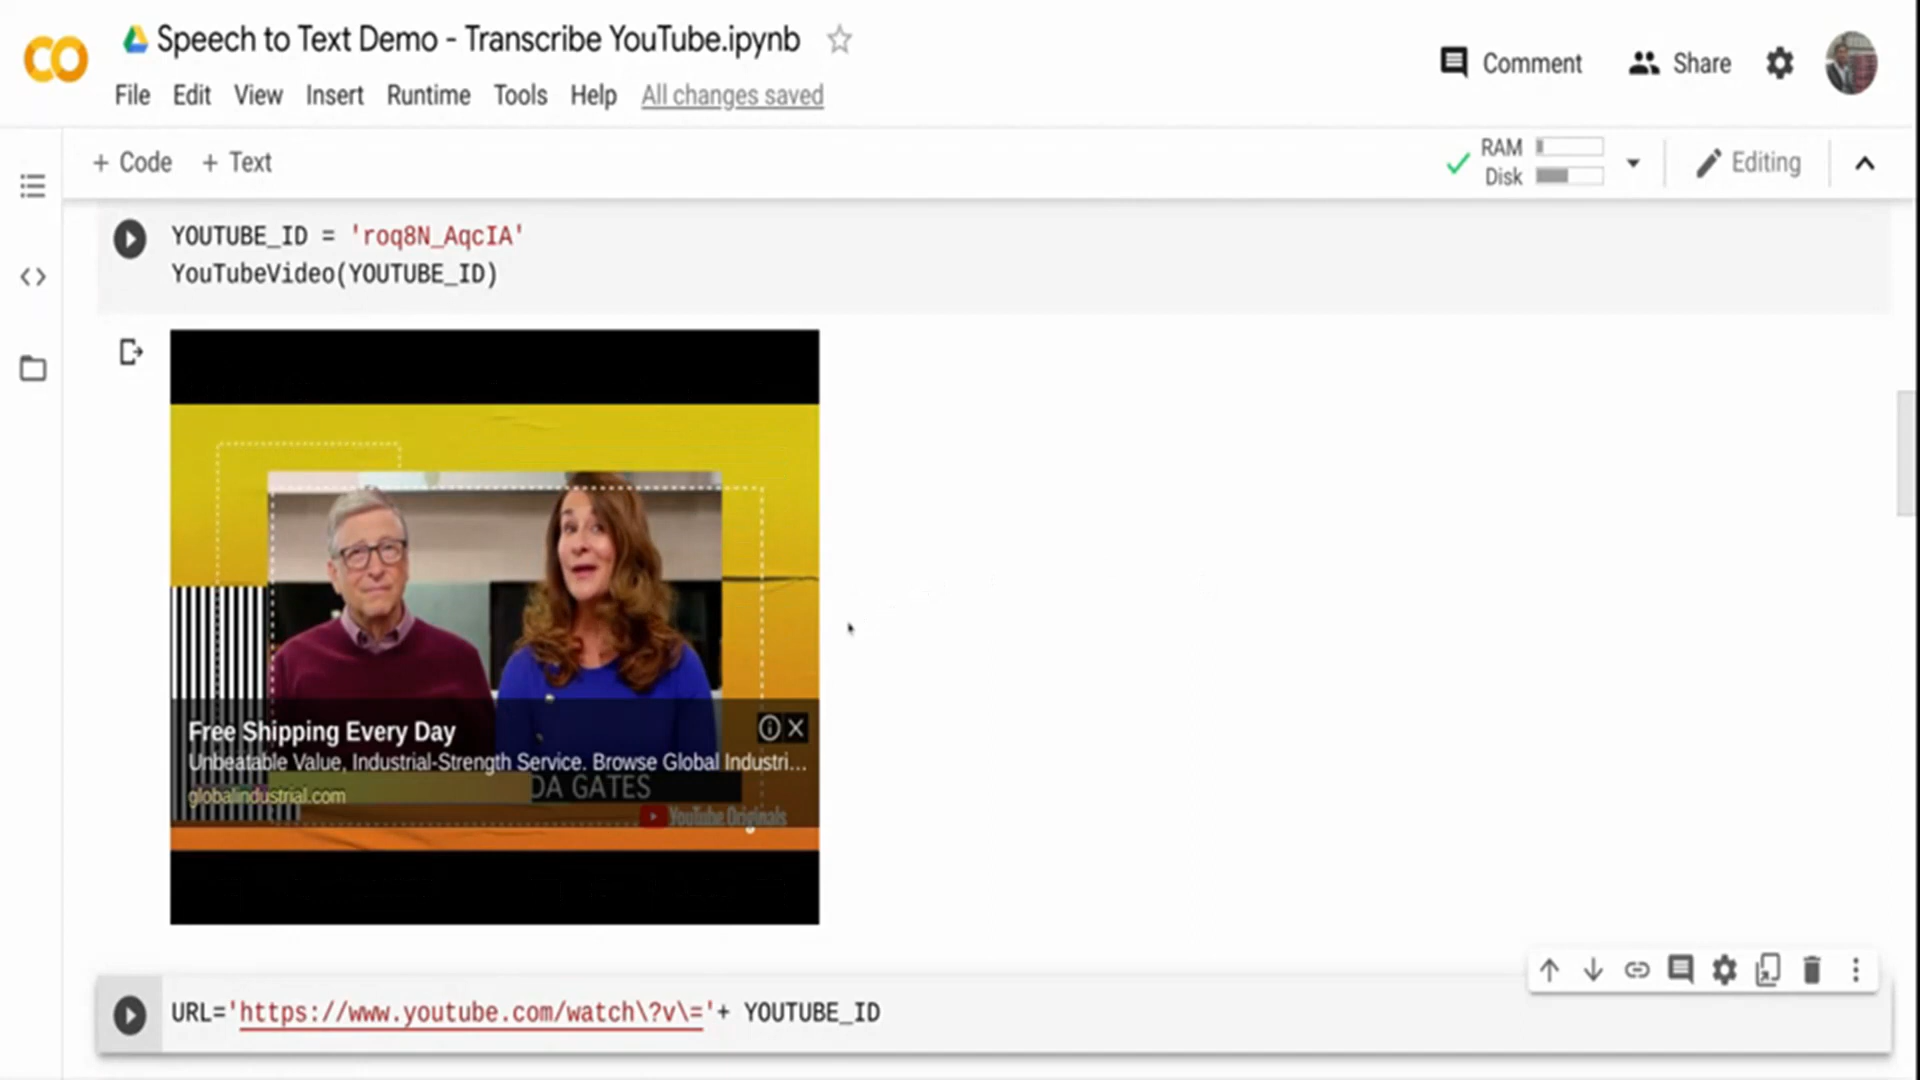 Speech to Text Demo - Transcribe YouTube.ipynb
Comment
Share
File Edit View Insert Runtime Tools Help All changes saved
+ Code + Text
RAM
Disk
Editing
YOUTUBE_ID = 'roq8N_AqcIA'
YouTubeVideo(YOUTUBE_ID)
Free Shipping Every Day
Unbeatable Value, Industrial-Strength Service. Browse Global Industri...
DA GATES
globalindustrial.com
YouTube Originals
URL='https://www.youtube.com/watch\?v\='+ YOUTUBE_ID